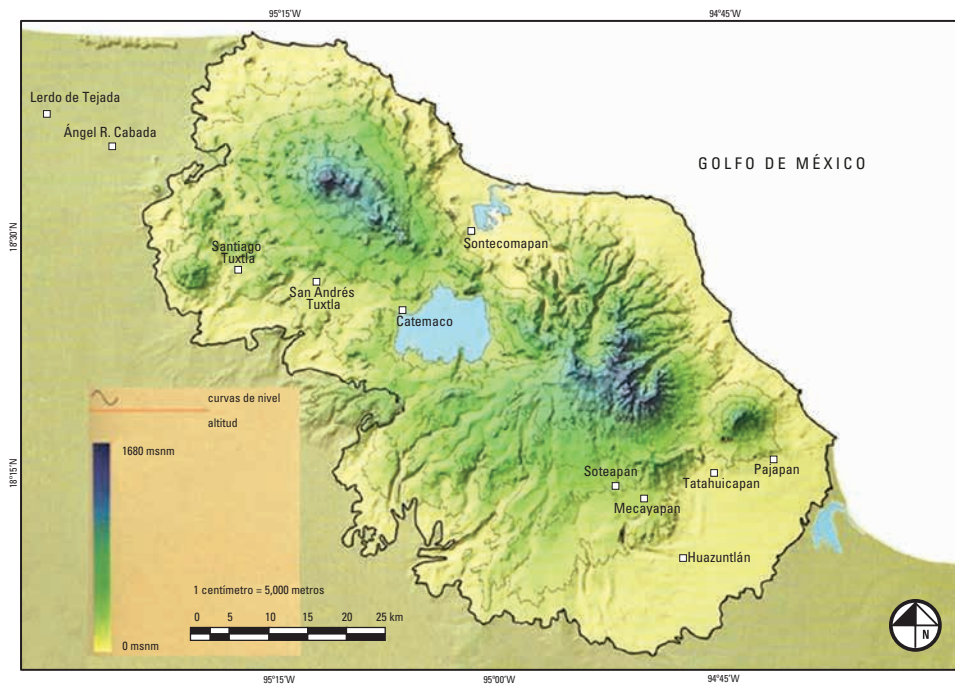 95°15'W
94°45'W
Lerdo de Tejada
Ángel R. Cabada
GOLFO DE MÉXICO
18°30'N
Sontecomapan
Santiago
Tuxtla
San Andrés
Tuxtla
Catemaco
curvas de nivel
altitud
1680 msnm
18°15'N
Soteapan
Pajapan
Tatahuicapan
Mecayapan
Huazuntlán
1 centímetro = 5,000 metros
0 5 10 15 20 25 km
0 msnm
N
95°15'W
95°00'W
94°45'W